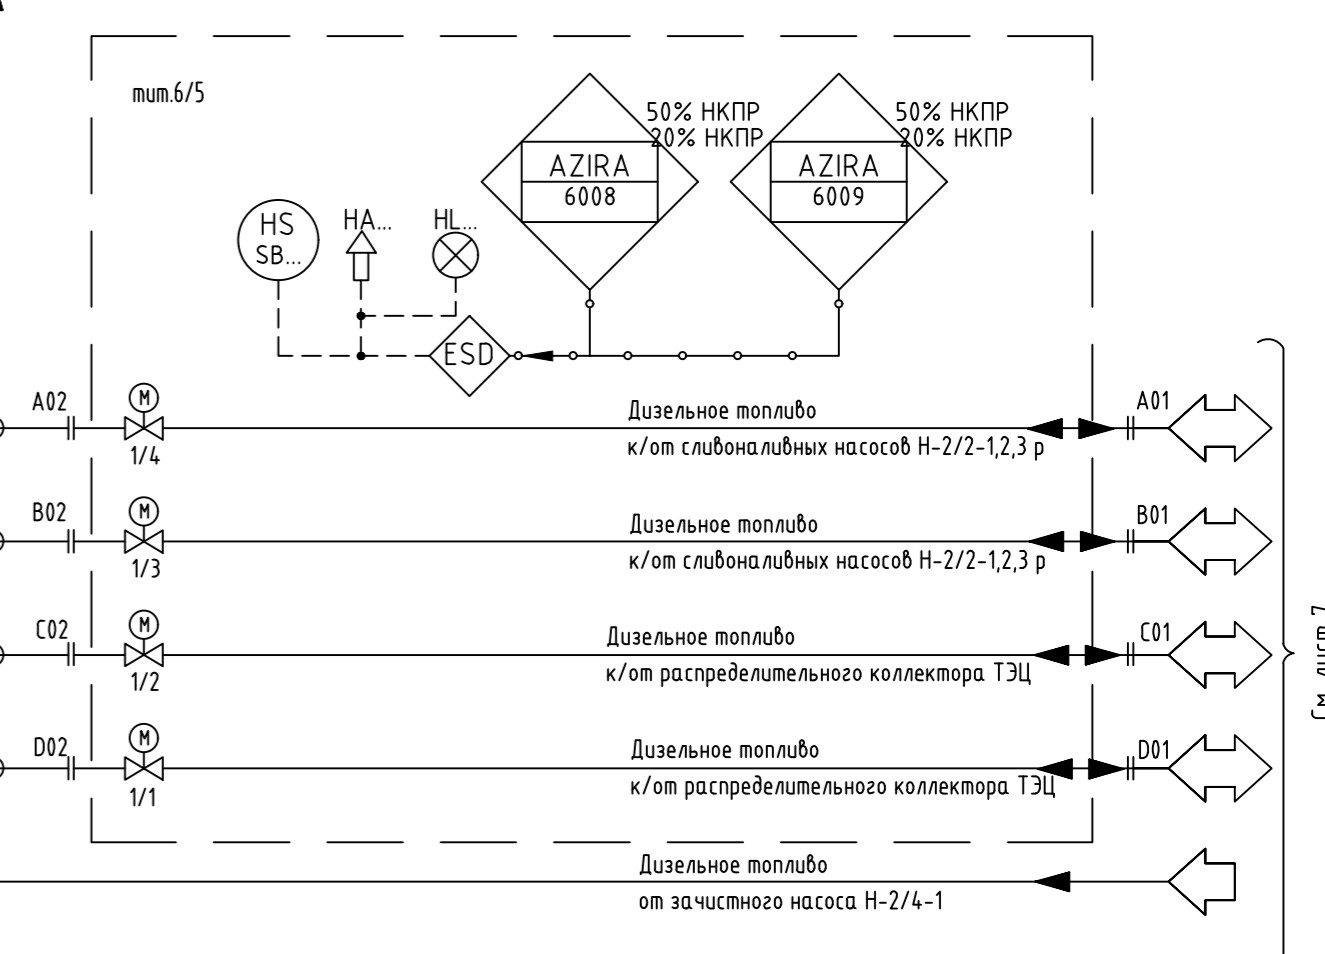 тит.6/5
50% НКПР
20% НКПР
50% НКПР
20% НКПР
AZIRA
6008
AZIRA
6009
HS
SB...
HA...
HL...
ESD
A02
M
1/4
Дизельное топливо
к/от сливоналивных насосов Н-2/2-1,2,3 р
A01
B02
M
1/3
Дизельное топливо
к/от сливоналивных насосов Н-2/2-1,2,3 р
B01
C02
M
1/2
Дизельное топливо
к/от распределительного коллектора ТЭЦ
C01
D02
M
1/1
Дизельное топливо
к/от распределительного коллектора ТЭЦ
D01
Дизельное топливо
от зачистного насоса Н-2/4-1
См. лист 7